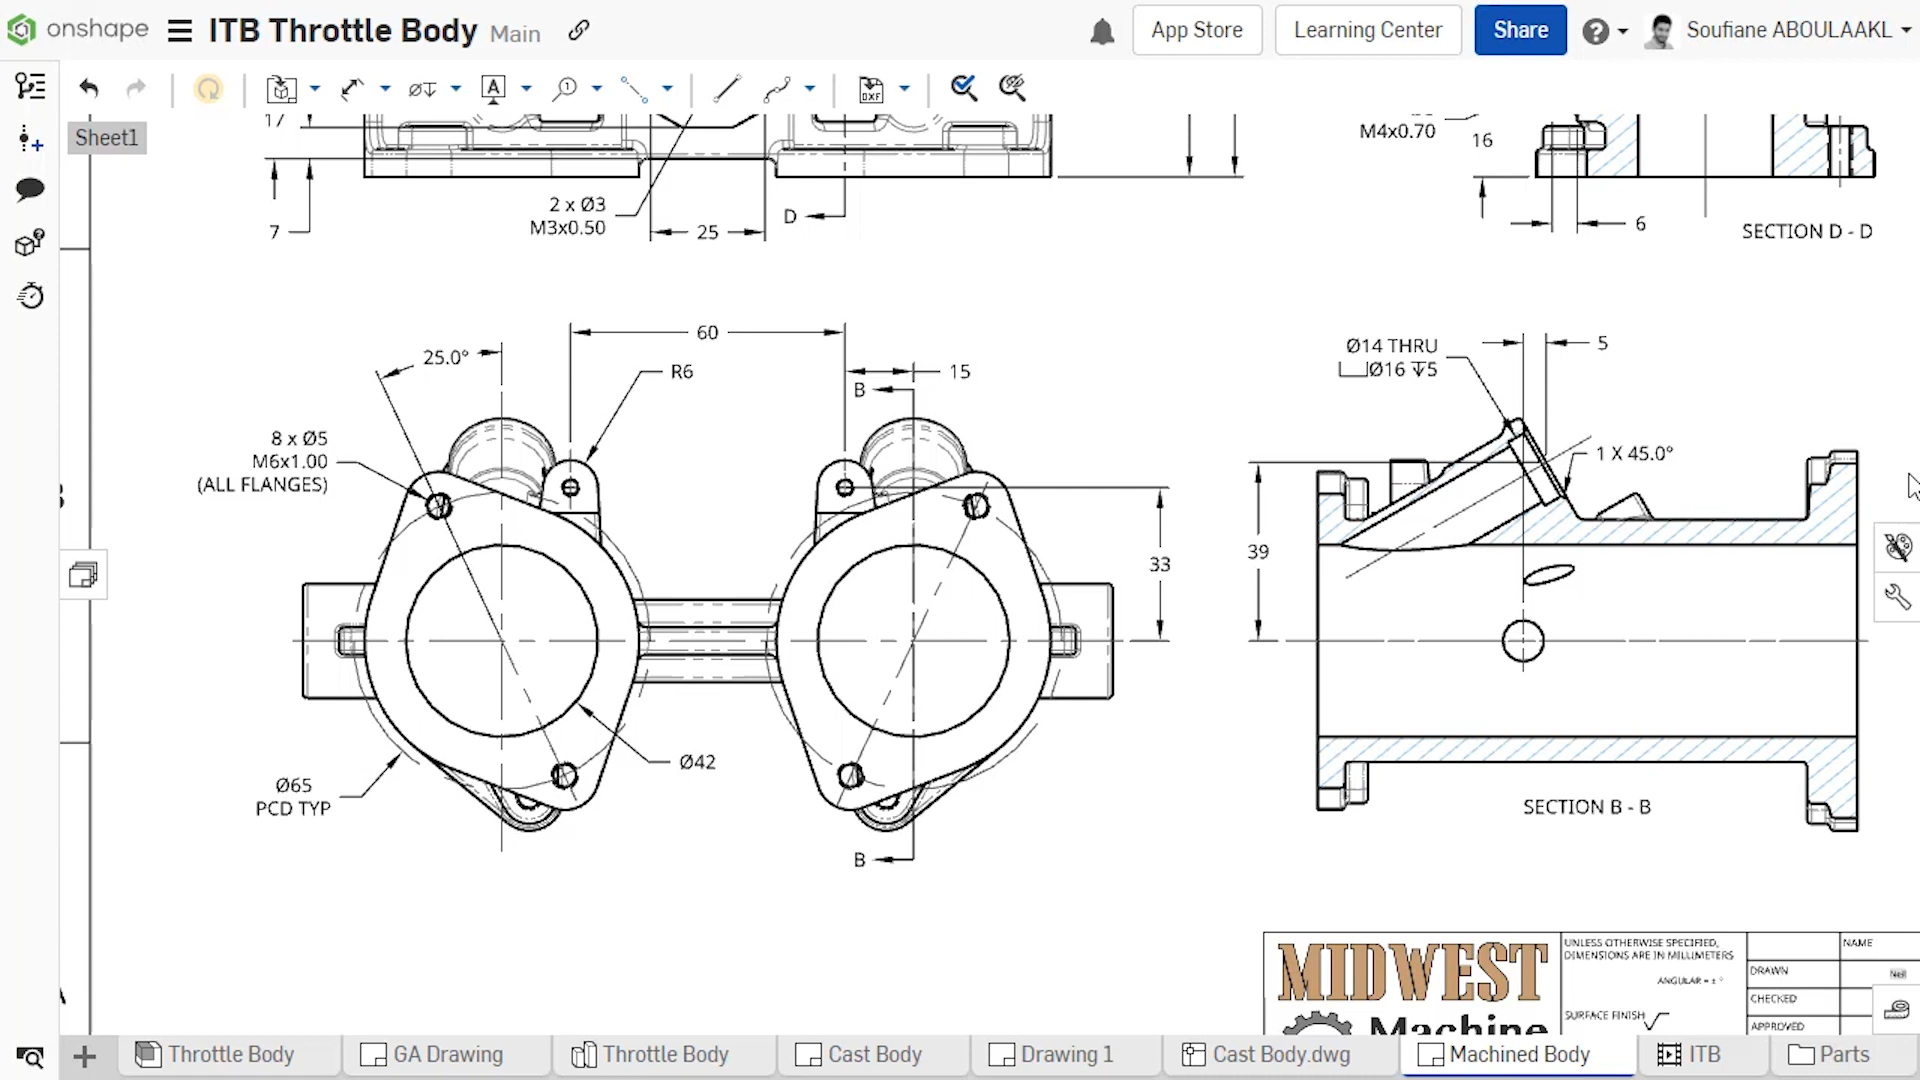 onshape
ITB Throttle Body Main
App Store
Learning Center
Share
Soufiane ABOULAAKL
DXF
Sheet1
17
7
2 x Ø3
M3x0.50
25
D
M4x0.70
16
6
SECTION D - D
60
25.0°
R6
15
B
8 x Ø5
M6x1.00
(ALL FLANGES)
33
Ø42
Ø65
PCD TYP
B
Ø14 THRU
⌴Ø16 ↧5
5
1 X 45.0°
39
SECTION B - B
MIDWEST
Machine
UNLESS OTHERWISE SPECIFIED,
DIMENSIONS ARE IN MILLIMETERS
ANGULAR = ± °
SURFACE FINISH
NAME
DRAWN
Neil
CHECKED
APPROVED
Throttle Body
GA Drawing
Throttle Body
Cast Body
Drawing 1
Cast Body.dwg
Machined Body
ITB
Parts